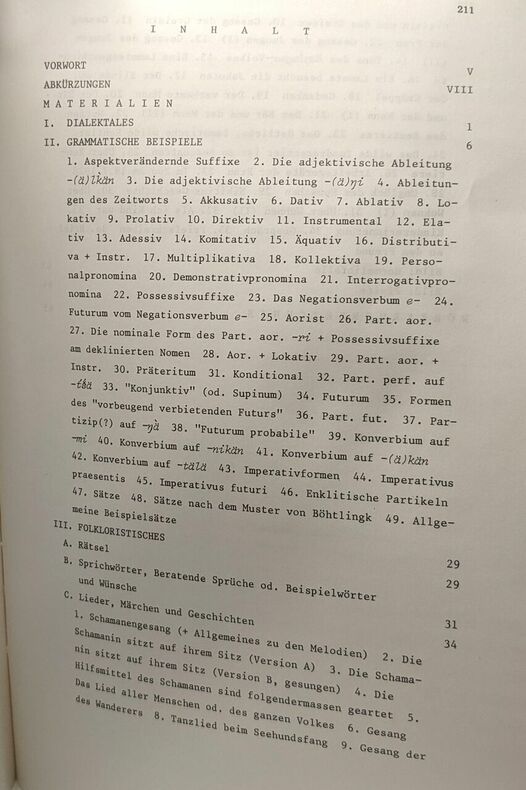 211
I N H A L T
VORWORT V
ABKÜRZUNGEN VIII
MATERIALIEN
I. DIALEKTALES 1
II. GRAMMATISCHE BEISPIELE 6
1. Aspektverändernde Suffixe 2. Die adjektivische Ableitung
-(ä)lkän 3. Die adjektivische Ableitung -(ä)ŋi 4. Ableitun-
gen des Zeitworts 5. Akkusativ 6. Dativ 7. Ablativ 8. Lo-
kativ 9. Prolativ 10. Direktiv 11. Instrumental 12. Ela-
tiv 13. Adessiv 14. Komitativ 15. Äquativ 16. Distributi-
va + Instr. 17. Multiplikativa 18. Kollektiva 19. Perso-
nalpronomina 20. Demonstrativpronomina 21. Interrogativpro-
nomina 22. Possessivsuffixe 23. Das Negationsverbum e- 24.
Futurum vom Negationsverbum e- 25. Aorist 26. Part. aor.
27. Die nominale Form des Part. aor. -ri + Possessivsuffixe
am deklinierten Nomen 28. Aor. + Lokativ 29. Part. aor. +
Instr. 30. Präteritum 31. Konditional 32. Part. perf. auf
33. "Konjunktiv" (od. Supinum) 34. Futurum 35. Formen
des "vorbeugend verbietenden Futurs" 36. Part. fut. 37. Par-
tizip(?) auf 38. "Futurum probabile" 39. Konverbium auf
-mi 40. Konverbium auf -nikän 41. Konverbium auf -(ä)kän
42. Konverbium auf -tälä 43. Imperativformen 44. Imperativus
praesentis 45. Imperativus futuri 46. Enklitische Partikeln
47. Sätze 48. Sätze nach dem Muster von Böhtlingk 49. Allge-
meine Beispielsätze
III. FOLKLORISTISCHES 29
A. Rätsel 29
B. Sprichwörter, Beratende Sprüche od. Beispielwörter
und Wünsche 31
C. Lieder, Märchen und Geschichten 34
1. Schamanengesang (+ Allgemeines zu den Melodien) 2. Die
Schamanin sitzt auf ihrem Sitz (Version A) 3. Die Schama-
nin sitzt auf ihrem Sitz (Version B, gesungen) 4. Die
Hilfsmittel des Schamanen sind folgendermassen geartet 5.
Das Lied aller Menschen od. des ganzen Volkes 6. Gesang
des Wanderers 8. Tanzlied beim Seehundsfang 9. Gesang der